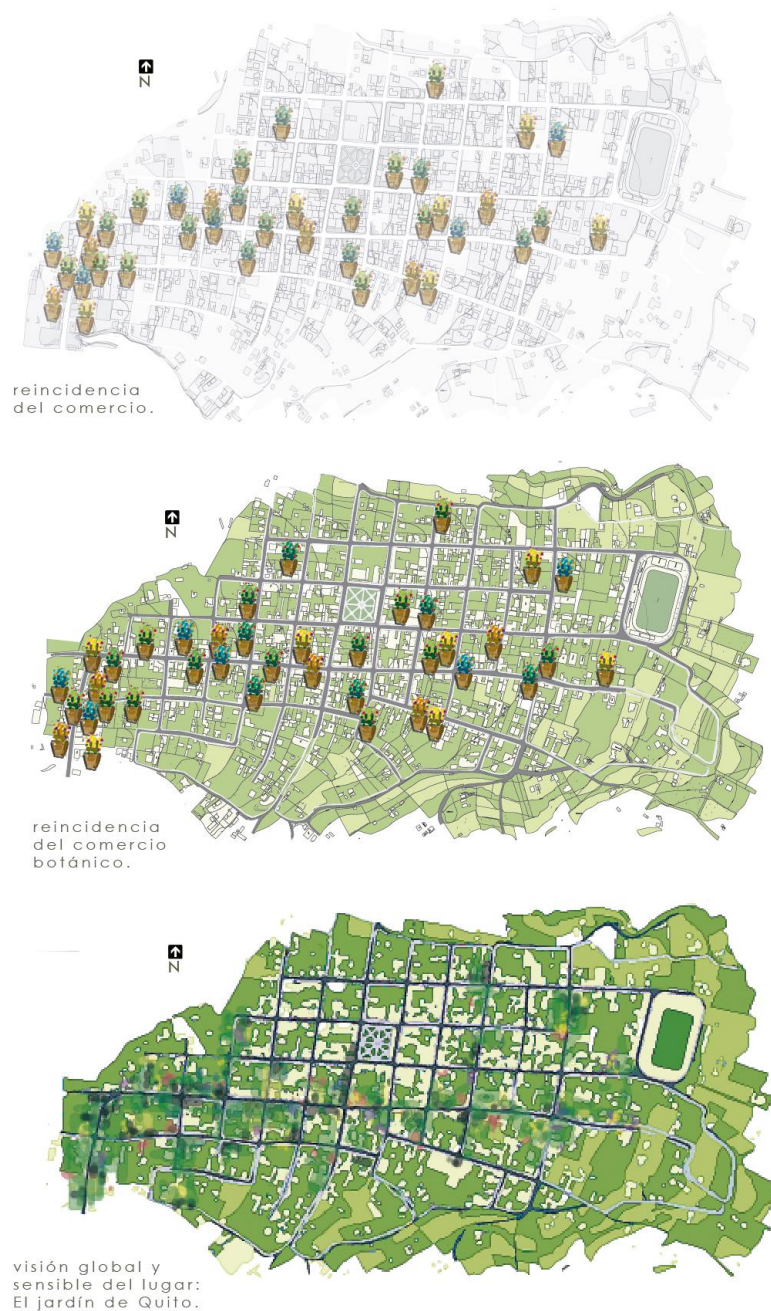 N
reincidencia
del comercio.
N
reincidencia
del comercio
botánico.
N
visión global y
sensible del lugar:
El jardín de Quito.